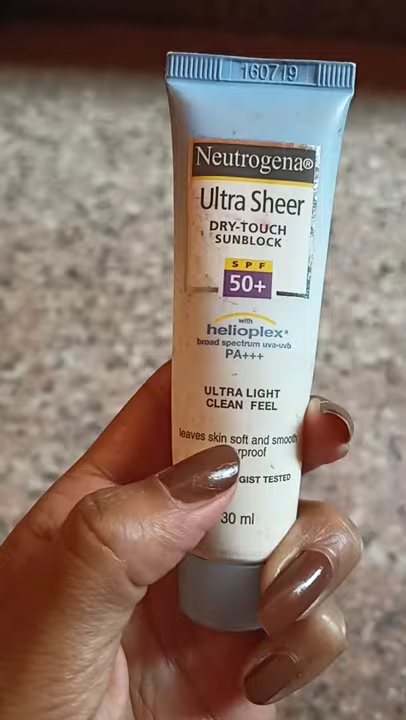 160719
Neutrogena®
Ultra Sheer
DRY-TOUCH
SUNBLOCK
SPF
50+
with
helioplex®
broad spectrum uva-uvb
PA+++
ULTRA LIGHT
CLEAN FEEL
leaves skin soft and smooth
rproof
GIST TESTED
30 ml